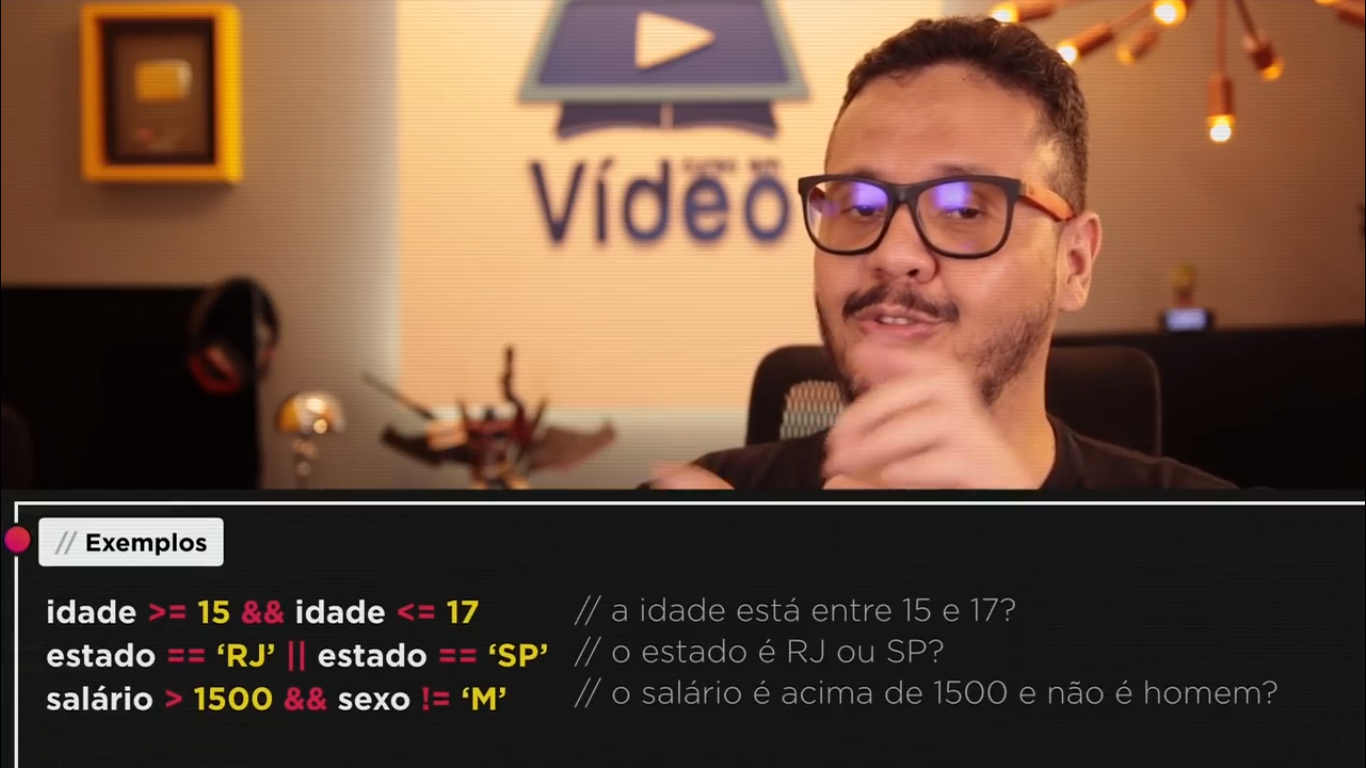 Vídeo
// Exemplos
idade >= 15 && idade <= 17 // a idade está entre 15 e 17?
estado == ‘RJ’ || estado == ‘SP’ // o estado é RJ ou SP?
salário > 1500 && sexo != ‘M’ // o salário é acima de 1500 e não é homem?